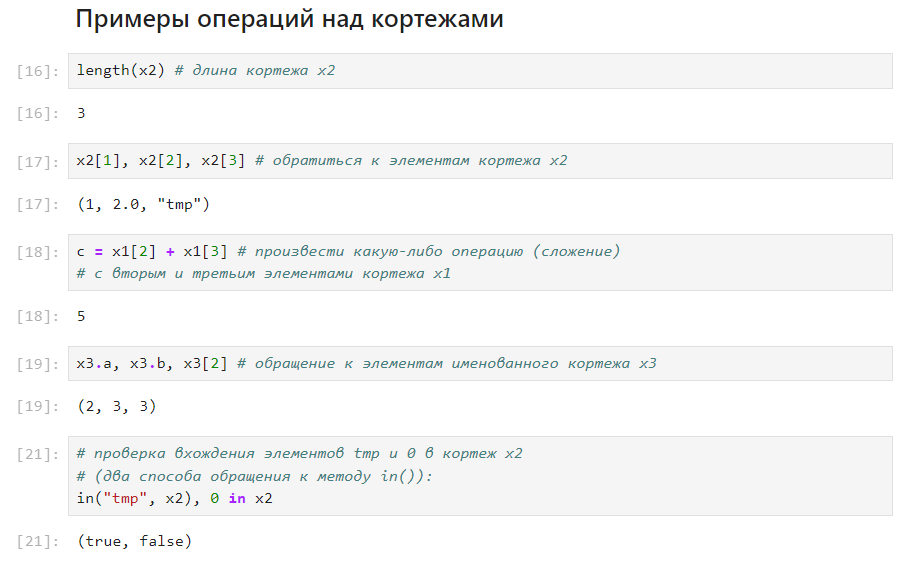 Примеры операций над кортежами
[16]: length(x2) # длина кортежа x2
[16]: 3
[17]: x2[1], x2[2], x2[3] # обратиться к элементам кортежа x2
[17]: (1, 2.0, "tmp")
[18]: c = x1[2] + x1[3] # произвести какую-либо операцию (сложение)
# с вторым и третьим элементами кортежа x1
[18]: 5
[19]: x3.a, x3.b, x3[2] # обращение к элементам именованного кортежа x3
[19]: (2, 3, 3)
[21]: # проверка вхождения элементов tmp и 0 в кортеж x2
# (два способа обращения к методу in()):
in("tmp", x2), 0 in x2
[21]: (true, false)